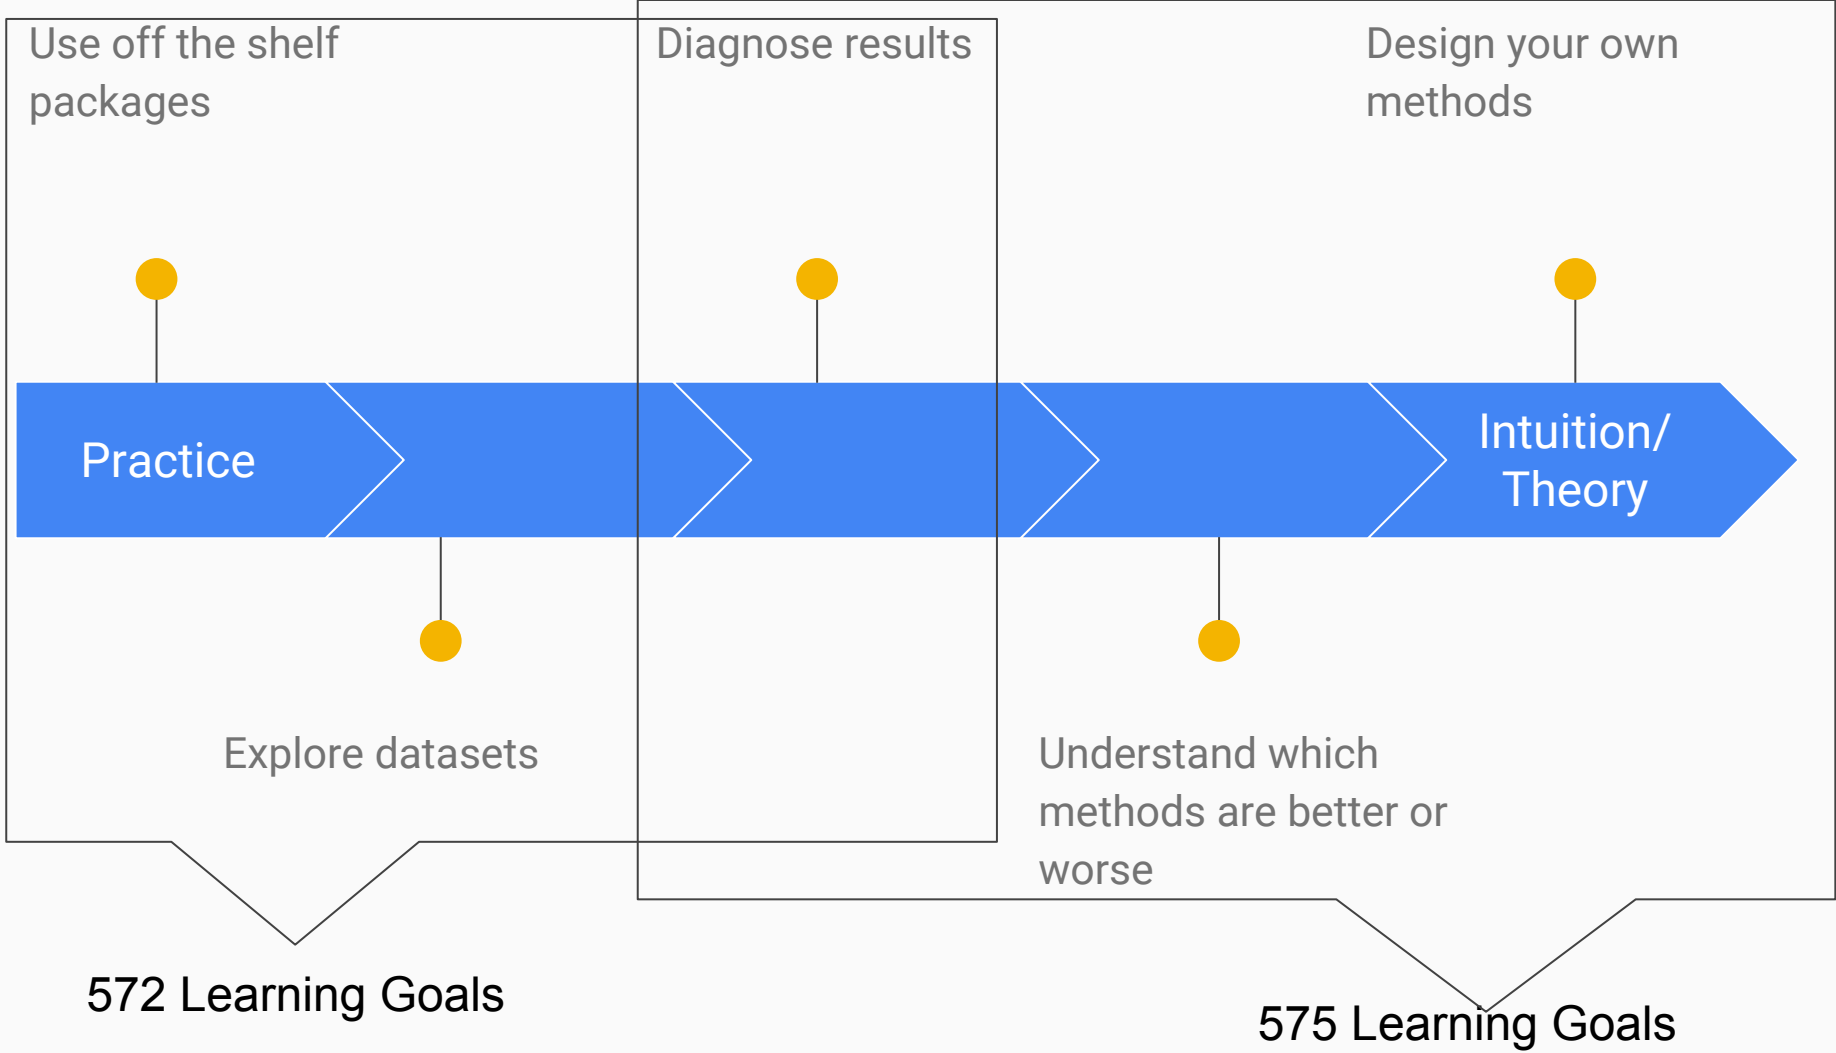 Use off the shelf
packages
Diagnose results
Design your own
methods
Practice
Intuition/
Theory
Explore datasets
Understand which
methods are better or
worse
572 Learning Goals
575 Learning Goals